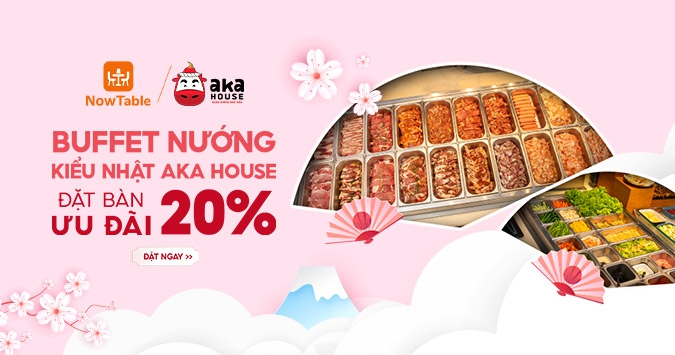 NowTable
aka
HOUSE
BUFFET NƯỚNG
KIỂU NHẬT AKA HOUSE
ĐẶT BÀN
ƯU ĐÃI 20%
ĐẶT NGAY >>